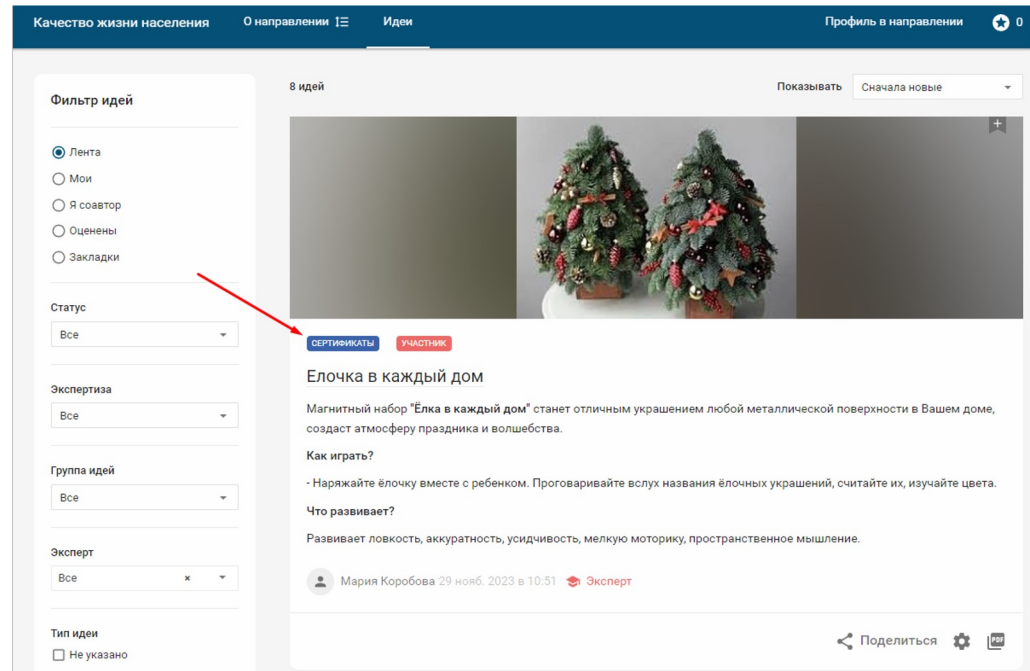 Качество жизни населения О направлении Идеи Профиль в направлении 0
Фильтр идей
Лента
Мои
Я соавтор
Оценены
Закладки
Статус
Все
Экспертиза
Все
Группа идей
Все
Эксперт
Все ×
Тип идеи
Не указано
8 идей Показывать Сначала новые
СЕРТИФИКАТЫ УЧАСТНИК
Елочка в каждый дом
Магнитный набор "Ёлка в каждый дом" станет отличным украшением любой металлической поверхности в Вашем доме,
создаст атмосферу праздника и волшебства.
Как играть?
- Наряжайте ёлочку вместе с ребенком. Проговаривайте вслух названия ёлочных украшений, считайте их, изучайте цвета.
Что развивает?
Развивает ловкость, аккуратность, усидчивость, мелкую моторику, пространственное мышление.
Мария Коробова 29 нояб. 2023 в 10:51 Эксперт
Поделиться PDF